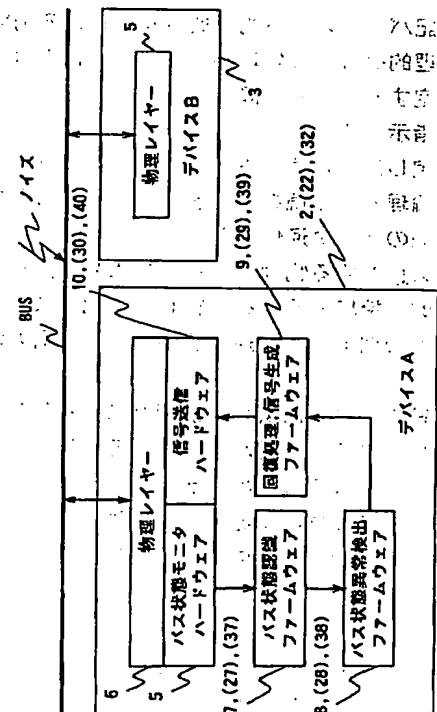 BUS
ノイズ
5
物理レイヤー
デバイスB
3
10,(30),(40)
9,(29),(39)
2,(22),(32)
6
5
物理レイヤー
バス状態モニタ
ハードウェア
信号送信
ハードウェア
7,(27),(37)
バス状態認識
ファームウェア
回復処理:信号生成
ファームウェア
8,(28),(38)
バス状態異常検出
ファームウェア
デバイスA